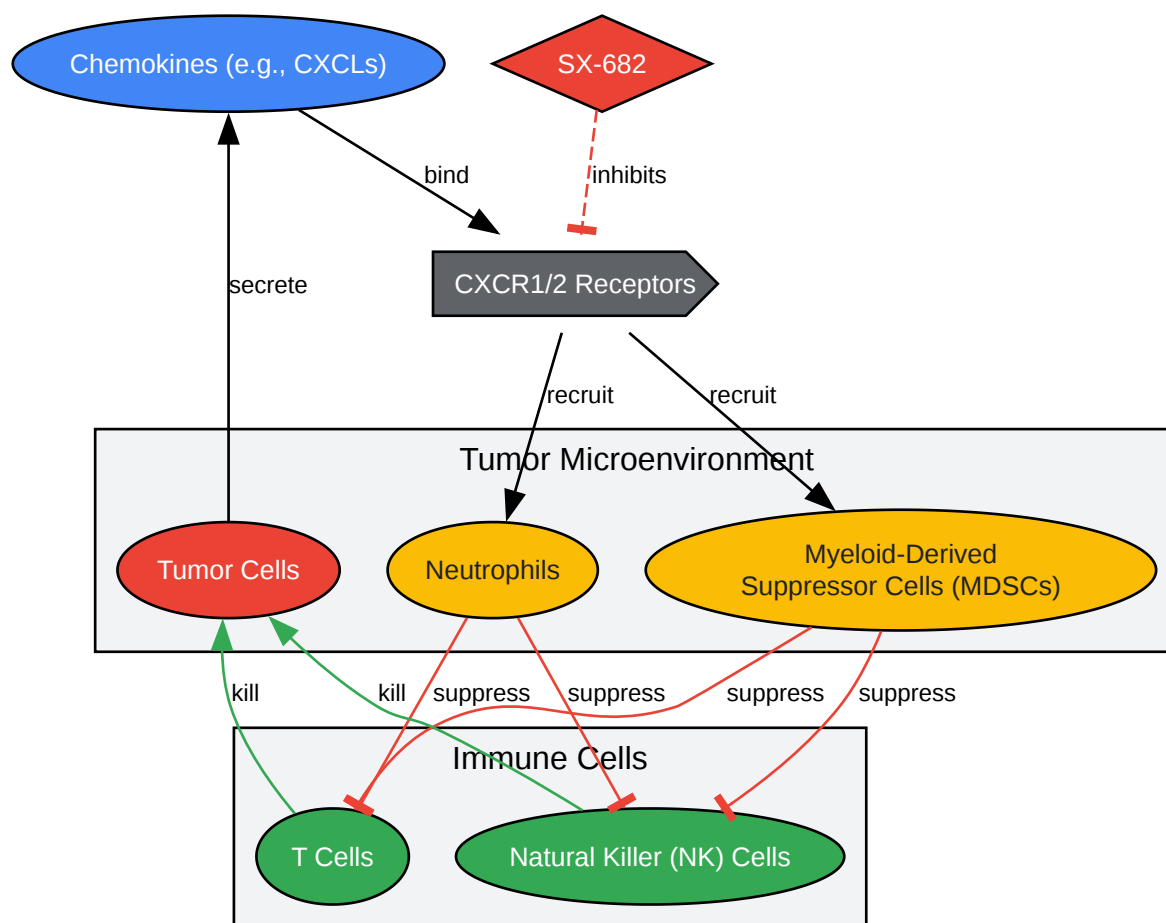 Chemokines (e.g., CXCLs)
SX-682
bind
inhibits
secrete
CXCR1/2 Receptors
recruit
recruit
Tumor Microenvironment
Tumor Cells
Neutrophils
Myeloid-Derived
Suppressor Cells (MDSCs)
kill
kill
suppress
suppress
suppress
suppress
Immune Cells
T Cells
Natural Killer (NK) Cells